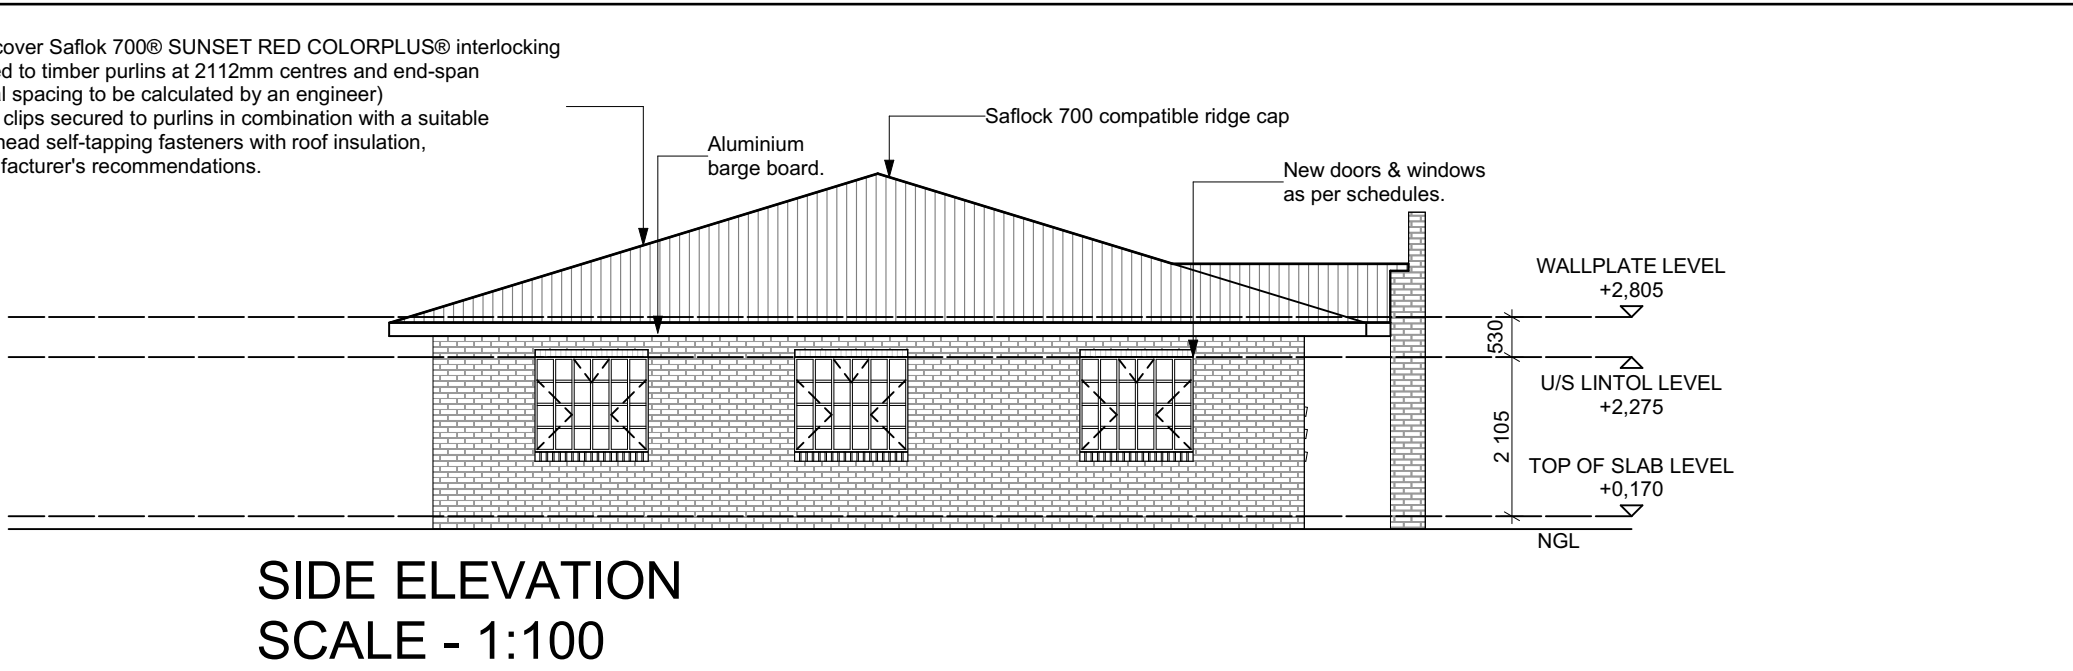 cover Saflok 700® SUNSET RED COLORPLUS® interlocking
ed to timber purlins at 2112mm centres and end-span
al spacing to be calculated by an engineer)
clips secured to purlins in combination with a suitable
head self-tapping fasteners with roof insulation,
facturer's recommendations.
Aluminium
barge board.
Saflock 700 compatible ridge cap
New doors & windows
as per schedules.
WALLPLATE LEVEL
+2,805
530
U/S LINTOL LEVEL
+2,275
2 105
TOP OF SLAB LEVEL
+0,170
NGL
SIDE ELEVATION
SCALE - 1:100